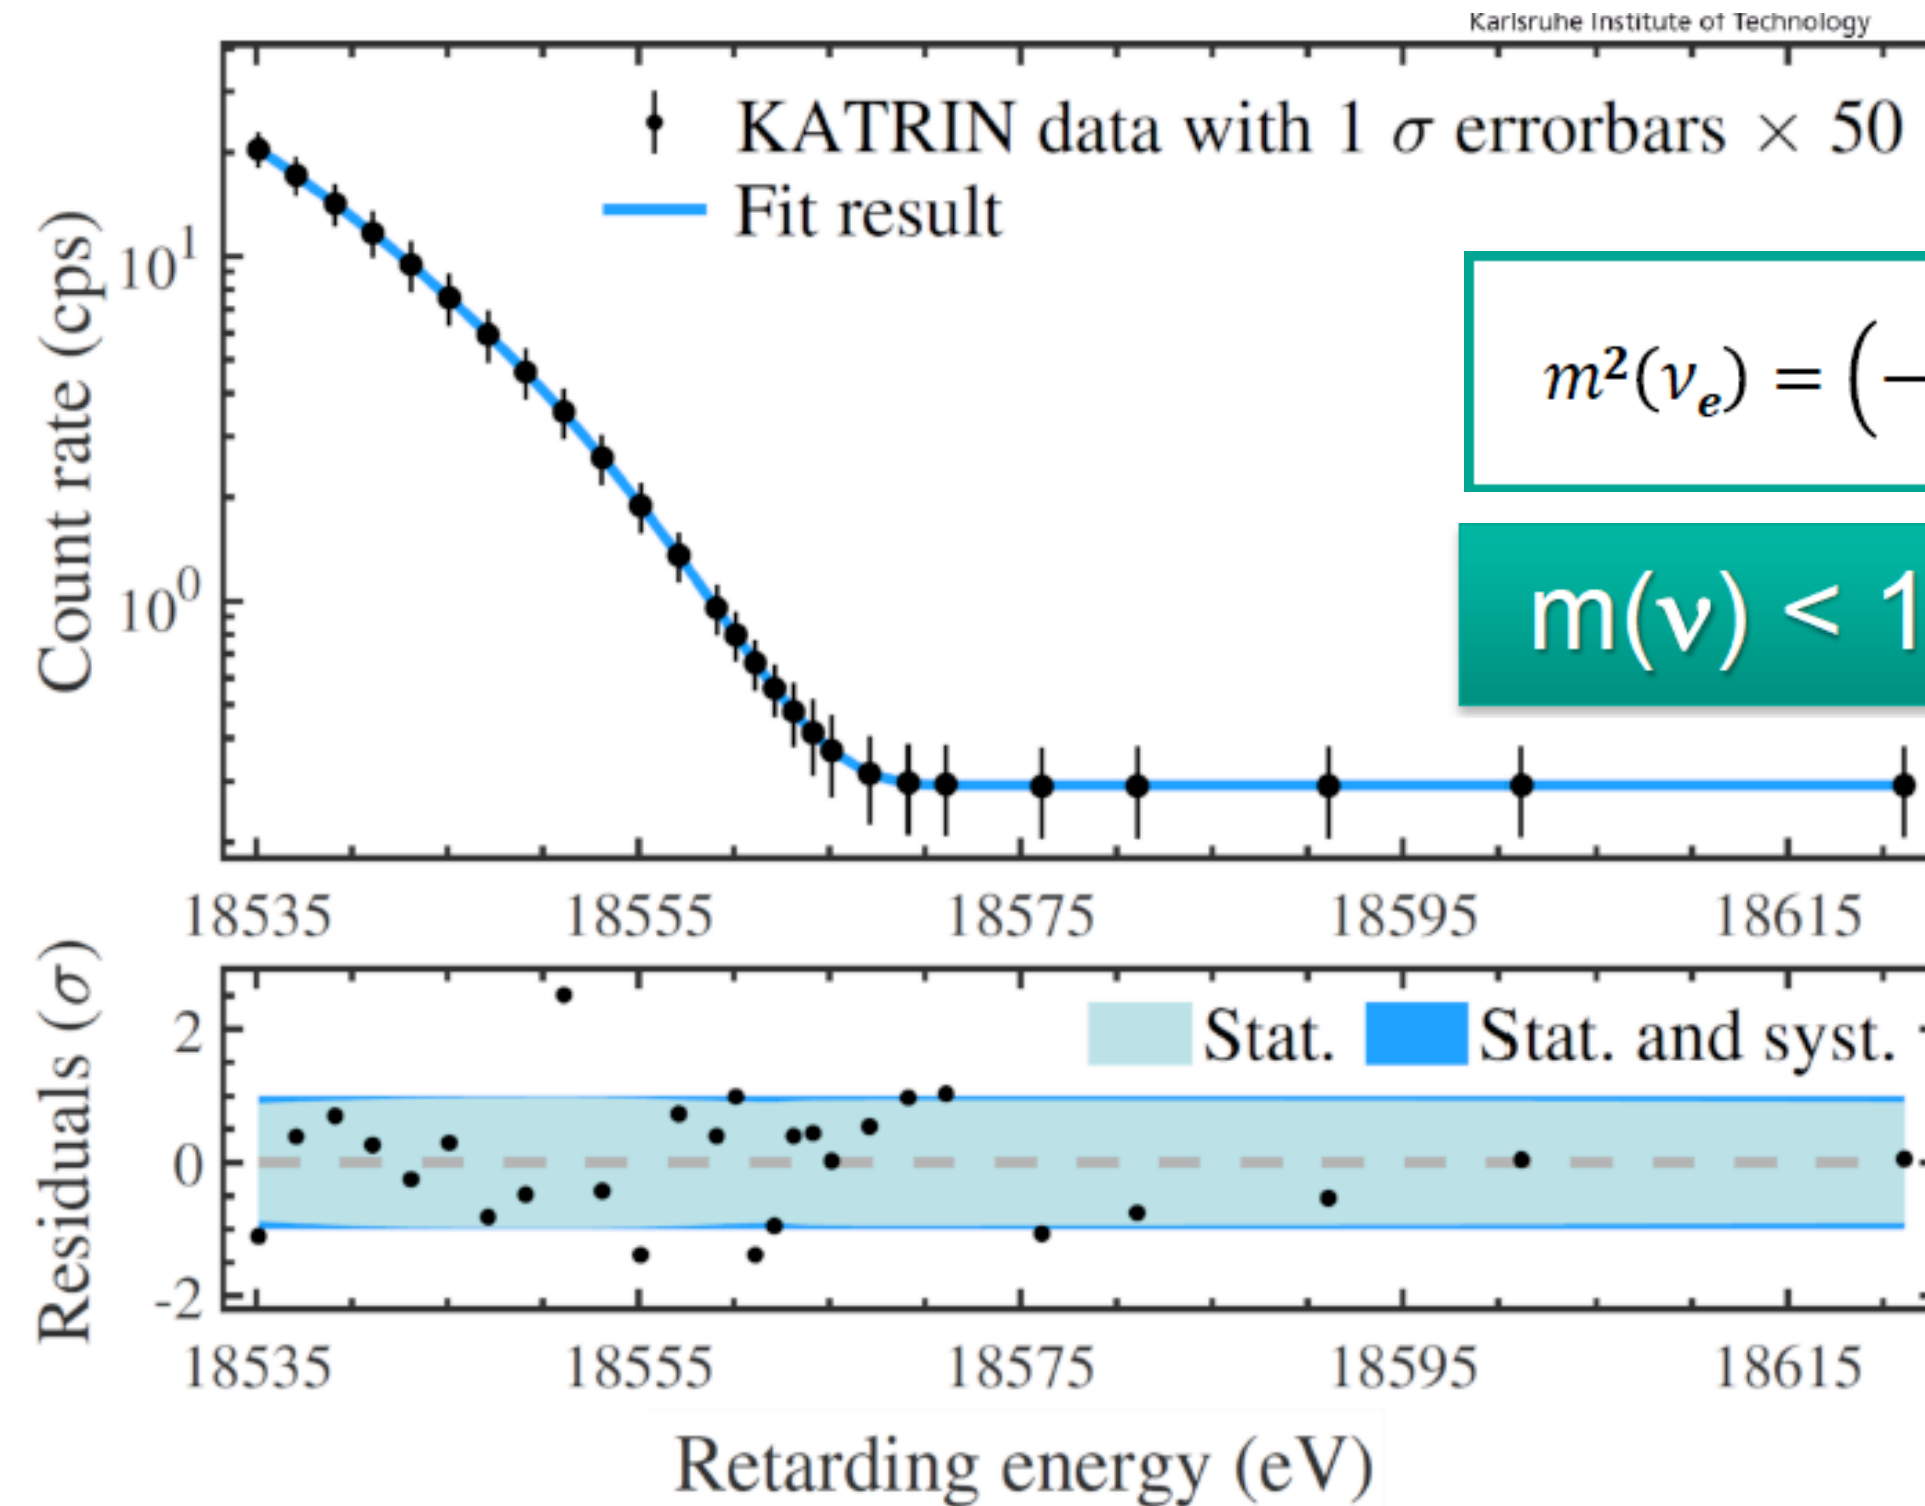 Karlsruhe Institute of Technology
KATRIN data with 1 σ errorbars × 50
Fit result
Count rate (cps)
10¹
10⁰
m²(νₑ) = (−
m(ν) < 1
18535 18555 18575 18595 18615
Residuals (σ)
2
0
-2
Stat. Stat. and syst.
18535 18555 18575 18595 18615
Retarding energy (eV)